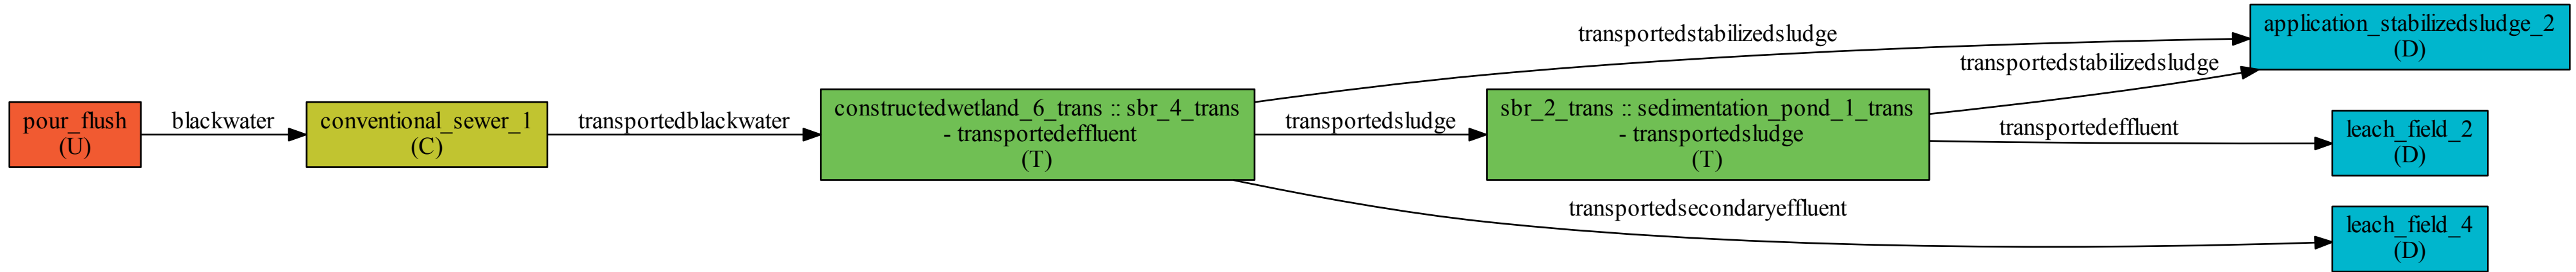 pour_flush
(U)
blackwater
conventional_sewer_1
(C)
transportedblackwater
constructedwetland_6_trans :: sbr_4_trans
- transportedeffluent
(T)
transportedstabilizedsludge
transportedsludge
transportedsecondaryeffluent
sbr_2_trans :: sedimentation_pond_1_trans
- transportedsludge
(T)
transportedstabilizedsludge
transportedeffluent
application_stabilizedsludge_2
(D)
leach_field_2
(D)
leach_field_4
(D)